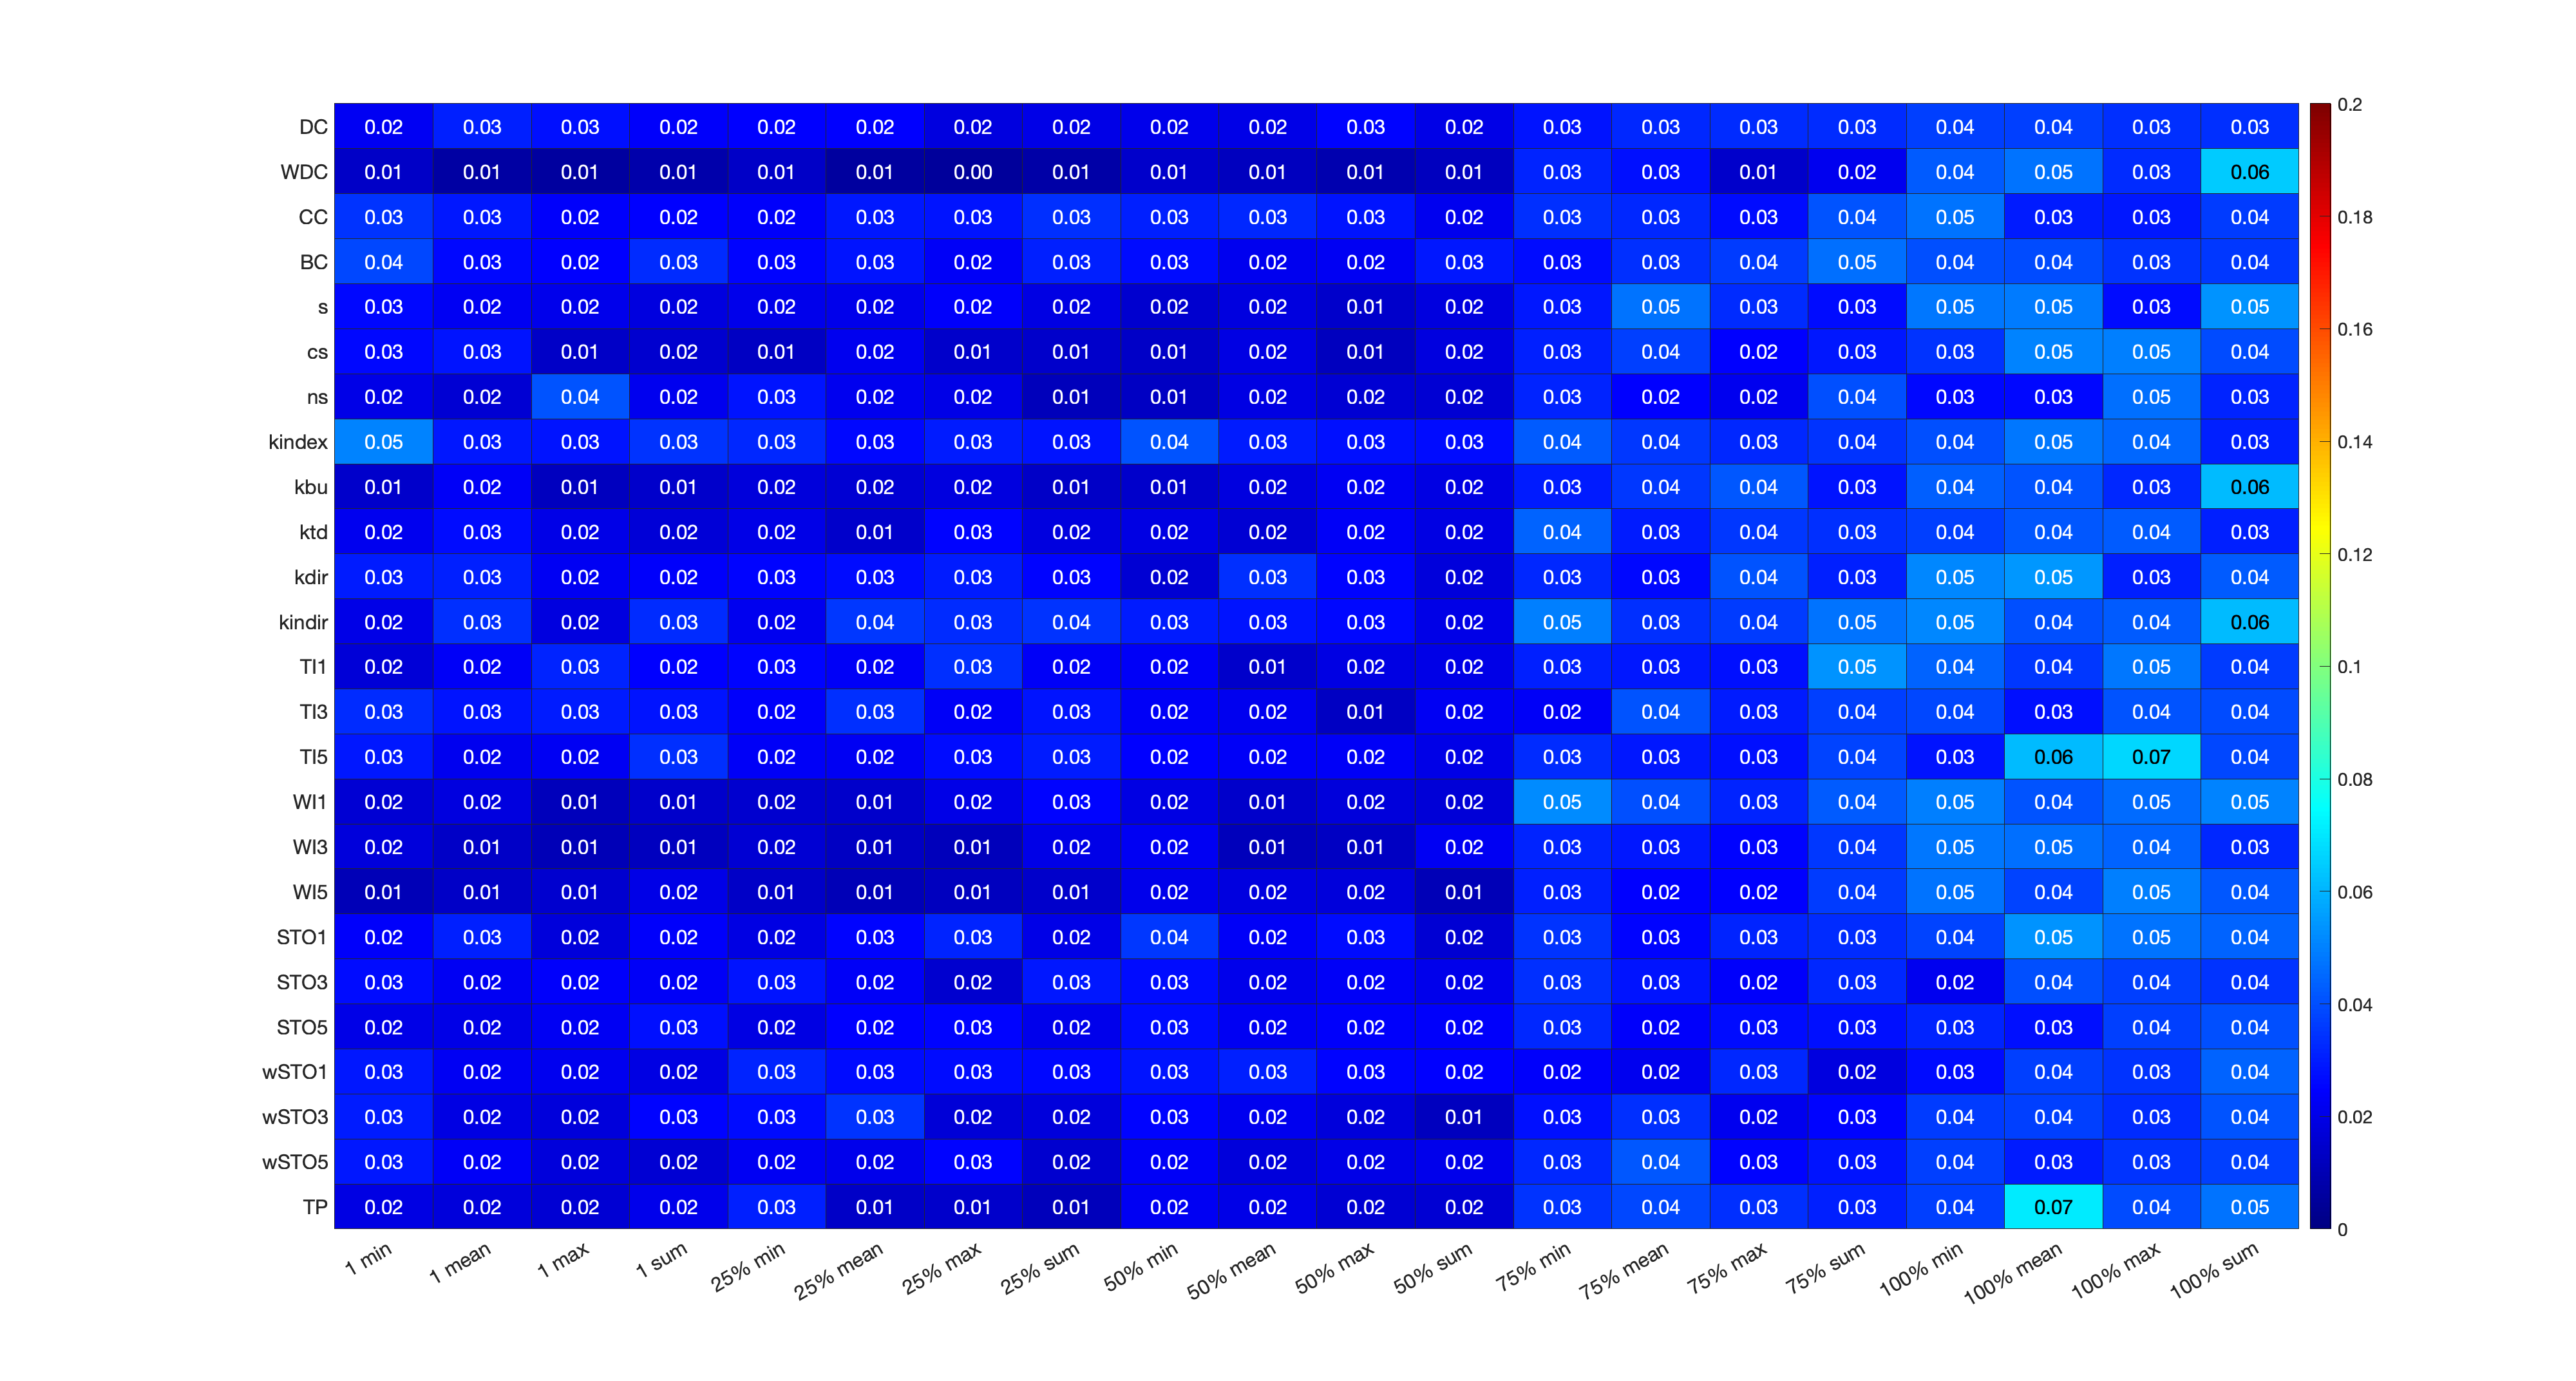 DC 0.02 0.03 0.03 0.02 0.02 0.02 0.02 0.02 0.02 0.02 0.03 0.02 0.03 0.03 0.03 0.03 0.04 0.04 0.03 0.03
WDC 0.01 0.01 0.01 0.01 0.01 0.01 0.00 0.01 0.01 0.01 0.01 0.01 0.03 0.03 0.01 0.02 0.04 0.05 0.03 0.06
CC 0.03 0.03 0.02 0.02 0.02 0.03 0.03 0.03 0.03 0.03 0.03 0.02 0.03 0.03 0.03 0.04 0.05 0.03 0.03 0.04
BC 0.04 0.03 0.02 0.03 0.03 0.03 0.02 0.03 0.03 0.02 0.02 0.03 0.03 0.03 0.04 0.05 0.04 0.04 0.03 0.04
s 0.03 0.02 0.02 0.02 0.02 0.02 0.02 0.02 0.02 0.02 0.01 0.02 0.03 0.05 0.03 0.03 0.05 0.05 0.03 0.05
cs 0.03 0.03 0.01 0.02 0.01 0.02 0.01 0.01 0.01 0.02 0.01 0.02 0.03 0.04 0.02 0.03 0.03 0.05 0.05 0.04
ns 0.02 0.02 0.04 0.02 0.03 0.02 0.02 0.01 0.01 0.02 0.02 0.02 0.03 0.02 0.02 0.04 0.03 0.03 0.05 0.03
kindex 0.05 0.03 0.03 0.03 0.03 0.03 0.03 0.03 0.04 0.03 0.03 0.03 0.04 0.04 0.03 0.04 0.04 0.05 0.04 0.03
kbu 0.01 0.02 0.01 0.01 0.02 0.02 0.02 0.01 0.01 0.02 0.02 0.02 0.03 0.04 0.04 0.03 0.04 0.04 0.03 0.06
ktd 0.02 0.03 0.02 0.02 0.02 0.01 0.03 0.02 0.02 0.02 0.02 0.02 0.04 0.03 0.04 0.03 0.04 0.04 0.04 0.03
kdir 0.03 0.03 0.02 0.02 0.03 0.03 0.03 0.03 0.02 0.03 0.03 0.02 0.03 0.03 0.04 0.03 0.05 0.05 0.03 0.04
kindir 0.02 0.03 0.02 0.03 0.02 0.04 0.03 0.04 0.03 0.03 0.03 0.02 0.05 0.03 0.04 0.05 0.05 0.04 0.04 0.06
TI1 0.02 0.02 0.03 0.02 0.03 0.02 0.03 0.02 0.02 0.01 0.02 0.02 0.03 0.03 0.03 0.05 0.04 0.04 0.05 0.04
TI3 0.03 0.03 0.03 0.03 0.02 0.03 0.02 0.03 0.02 0.02 0.01 0.02 0.02 0.04 0.03 0.04 0.04 0.03 0.04 0.04
TI5 0.03 0.02 0.02 0.03 0.02 0.02 0.03 0.03 0.02 0.02 0.02 0.02 0.03 0.03 0.03 0.04 0.03 0.06 0.07 0.04
WI1 0.02 0.02 0.01 0.01 0.02 0.01 0.02 0.03 0.02 0.01 0.02 0.02 0.05 0.04 0.03 0.04 0.05 0.04 0.05 0.05
WI3 0.02 0.01 0.01 0.01 0.02 0.01 0.01 0.02 0.02 0.01 0.01 0.02 0.03 0.03 0.03 0.04 0.05 0.05 0.04 0.03
WI5 0.01 0.01 0.01 0.02 0.01 0.01 0.01 0.01 0.02 0.02 0.02 0.01 0.03 0.02 0.02 0.04 0.05 0.04 0.05 0.04
STO1 0.02 0.03 0.02 0.02 0.02 0.03 0.03 0.02 0.04 0.02 0.03 0.02 0.03 0.03 0.03 0.03 0.04 0.05 0.05 0.04
STO3 0.03 0.02 0.02 0.02 0.03 0.02 0.02 0.03 0.03 0.02 0.02 0.02 0.03 0.03 0.02 0.03 0.02 0.04 0.04 0.04
STO5 0.02 0.02 0.02 0.03 0.02 0.02 0.03 0.02 0.03 0.02 0.02 0.02 0.03 0.02 0.03 0.03 0.03 0.03 0.04 0.04
wSTO1 0.03 0.02 0.02 0.02 0.03 0.03 0.03 0.03 0.03 0.03 0.03 0.02 0.02 0.02 0.03 0.02 0.03 0.04 0.03 0.04
wSTO3 0.03 0.02 0.02 0.03 0.03 0.03 0.02 0.02 0.03 0.02 0.02 0.01 0.03 0.03 0.02 0.03 0.04 0.04 0.03 0.04
wSTO5 0.03 0.02 0.02 0.02 0.02 0.02 0.03 0.02 0.02 0.02 0.02 0.02 0.03 0.04 0.03 0.03 0.04 0.03 0.03 0.04
TP 0.02 0.02 0.02 0.02 0.03 0.01 0.01 0.01 0.02 0.02 0.02 0.02 0.03 0.04 0.03 0.03 0.04 0.07 0.04 0.05
1 min 1 mean 1 max 1 sum 25% min 25% mean 25% max 25% sum 50% min 50% mean 50% max 50% sum 75% min 75% mean 75% max 75% sum 100% min 100% mean 100% max 100% sum
0.2
0.18
0.16
0.14
0.12
0.1
0.08
0.06
0.04
0.02
0